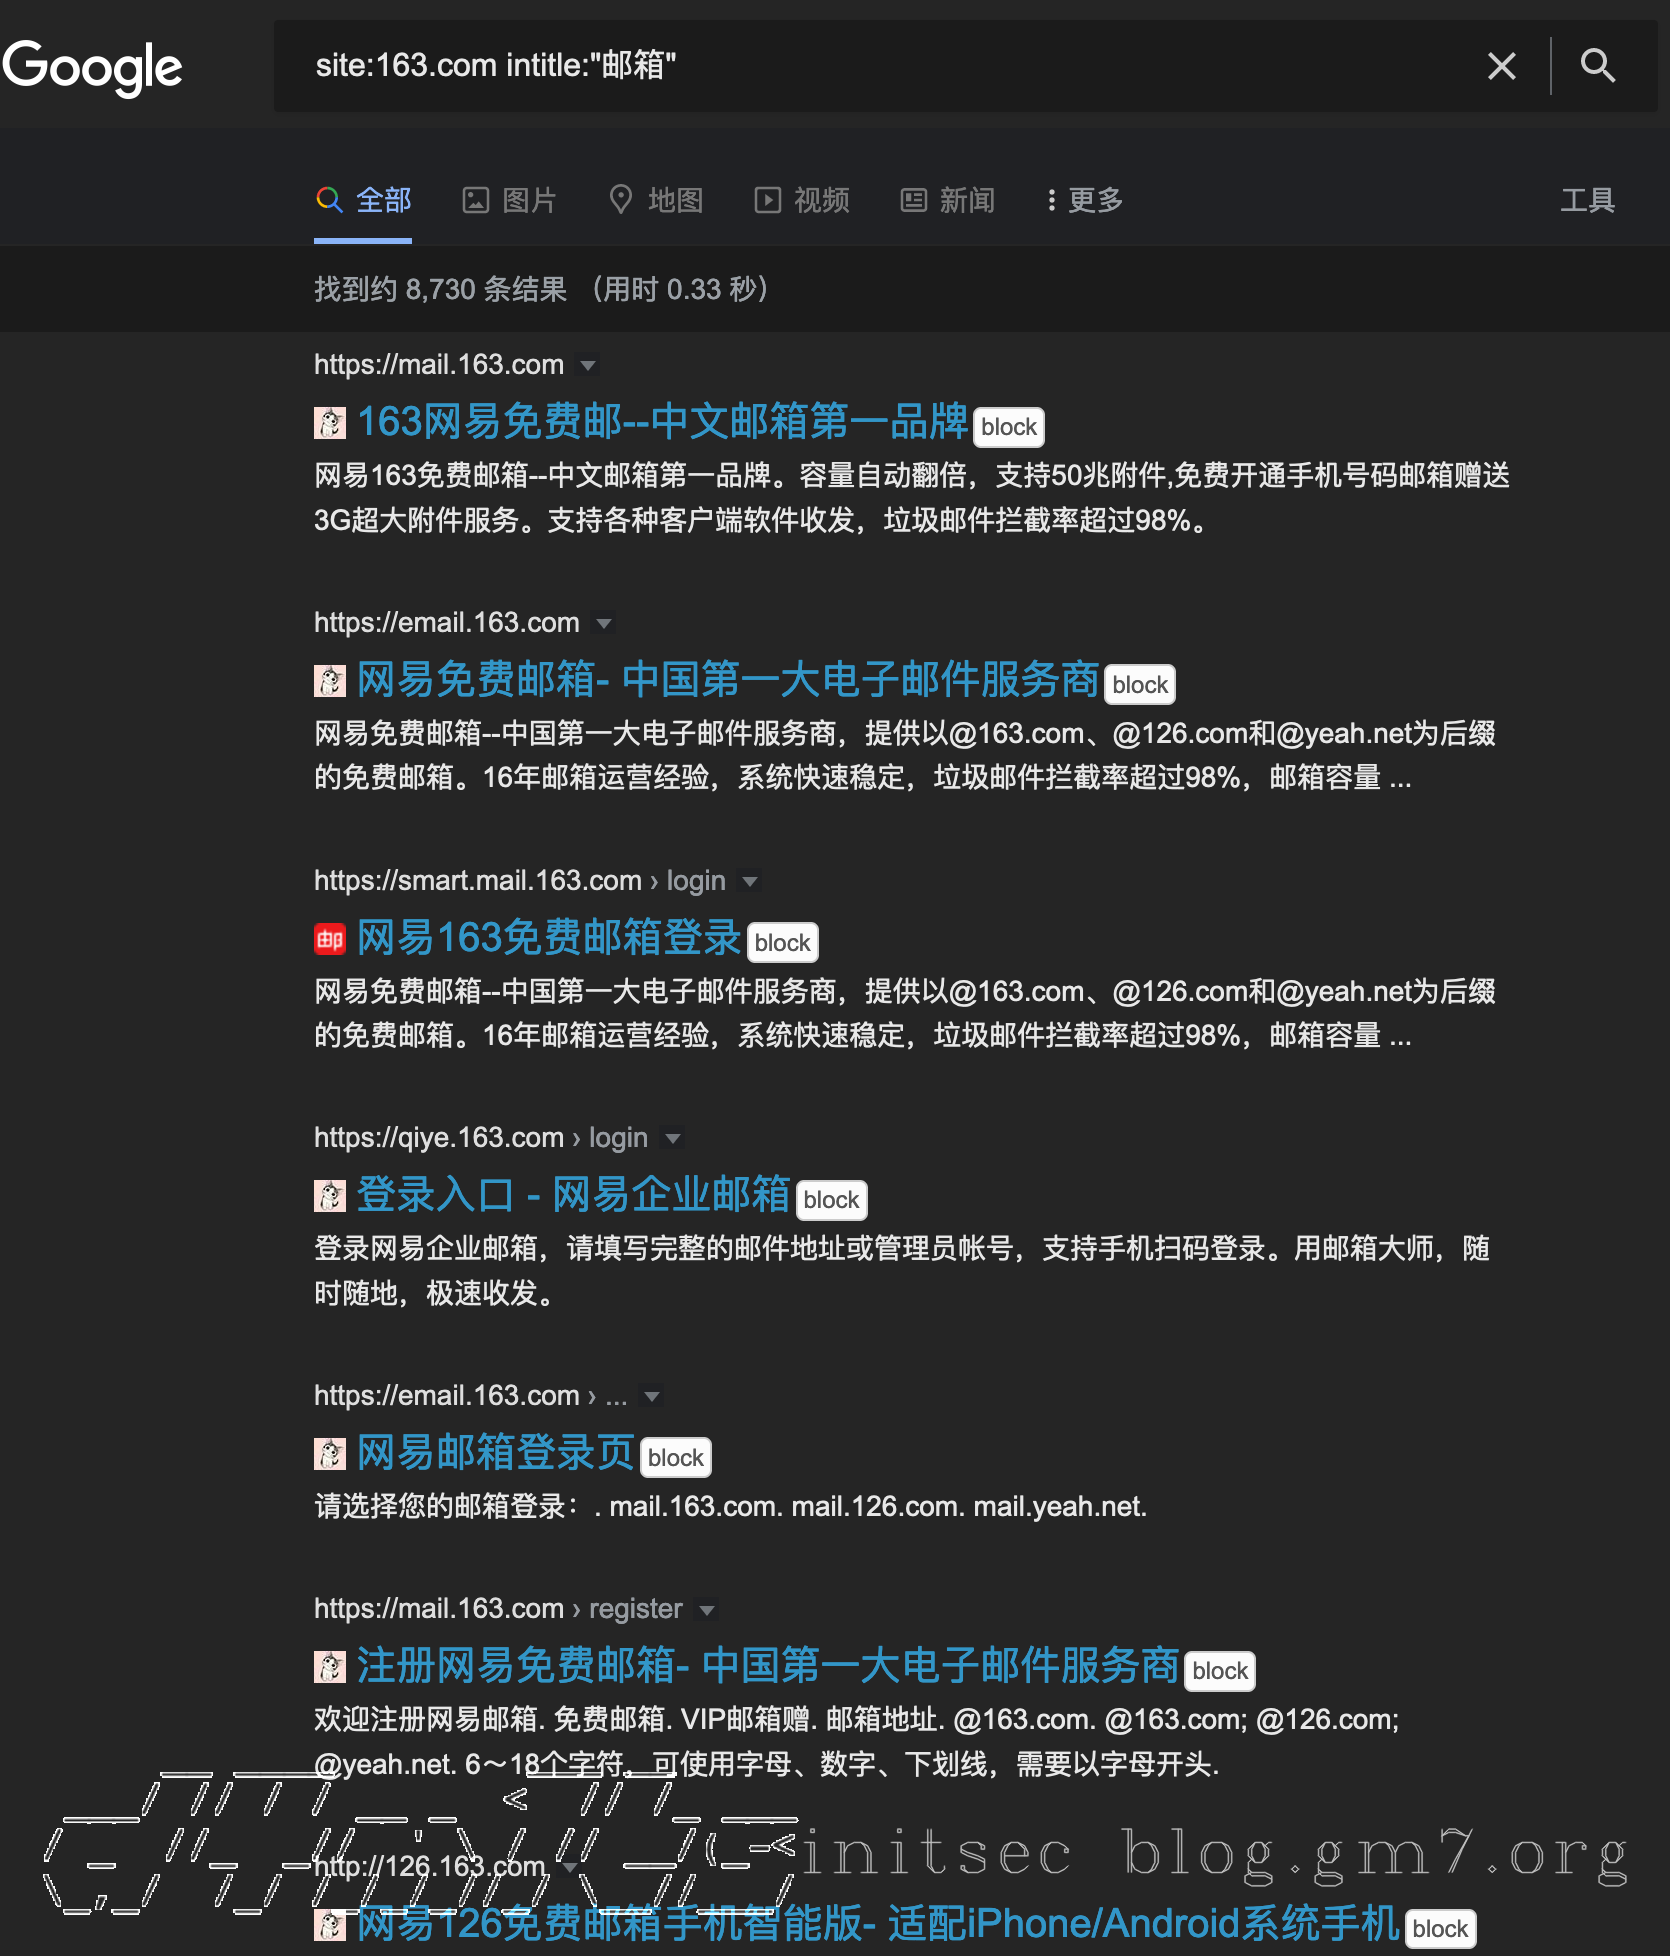 Google
site:163.com intitle:"邮箱"
全部 图片 地图 视频 新闻 更多 工具
找到约 8,730 条结果 （用时 0.33 秒）
https://mail.163.com
163网易免费邮--中文邮箱第一品牌 block
网易163免费邮箱--中文邮箱第一品牌。容量自动翻倍，支持50兆附件,免费开通手机号码邮箱赠送
3G超大附件服务。支持各种客户端软件收发，垃圾邮件拦截率超过98%。
https://email.163.com
网易免费邮箱- 中国第一大电子邮件服务商 block
网易免费邮箱--中国第一大电子邮件服务商，提供以@163.com、@126.com和@yeah.net为后缀
的免费邮箱。16年邮箱运营经验，系统快速稳定，垃圾邮件拦截率超过98%，邮箱容量 ...
https://smart.mail.163.com › login
邮 网易163免费邮箱登录 block
网易免费邮箱--中国第一大电子邮件服务商，提供以@163.com、@126.com和@yeah.net为后缀
的免费邮箱。16年邮箱运营经验，系统快速稳定，垃圾邮件拦截率超过98%，邮箱容量 ...
https://qiye.163.com › login
登录入口 - 网易企业邮箱 block
登录网易企业邮箱，请填写完整的邮件地址或管理员帐号，支持手机扫码登录。用邮箱大师，随
时随地，极速收发。
https://email.163.com › ...
网易邮箱登录页 block
请选择您的邮箱登录：. mail.163.com. mail.126.com. mail.yeah.net.
https://mail.163.com › register
注册网易免费邮箱- 中国第一大电子邮件服务商 block
欢迎注册网易邮箱. 免费邮箱. VIP邮箱赠. 邮箱地址. @163.com. @163.com; @126.com;
@yeah.net. 6～18个字符，可使用字母、数字、下划线，需要以字母开头.
initsec blog.gm7.org
http://126.163.com
网易126免费邮箱手机智能版- 适配iPhone/Android系统手机 block